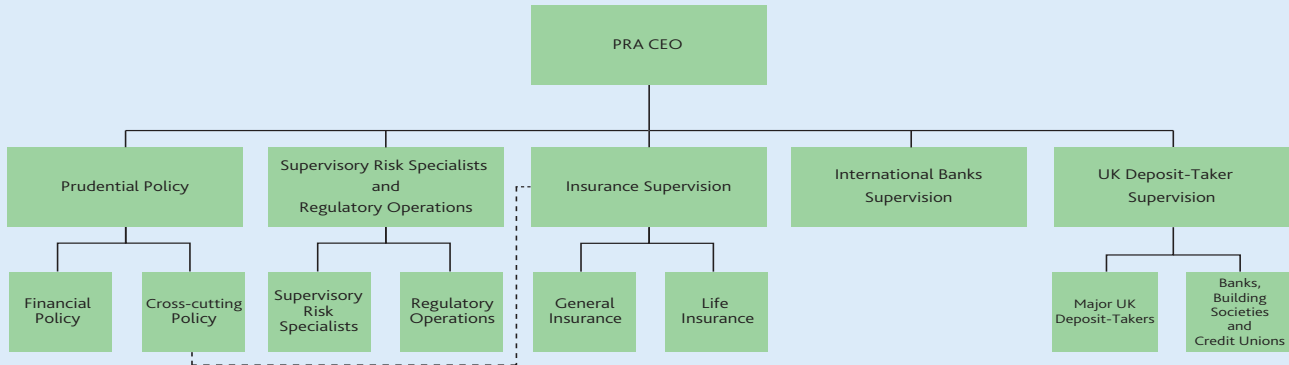 PRA CEO
Prudential Policy
Supervisory Risk Specialists
and
Regulatory Operations
Insurance Supervision
International Banks
Supervision
UK Deposit-Taker
Supervision
Financial
Policy
Cross-cutting
Policy
Supervisory
Risk
Specialists
Regulatory
Operations
General
Insurance
Life
Insurance
Major UK
Deposit-Takers
Banks,
Building
Societies
and
Credit Unions